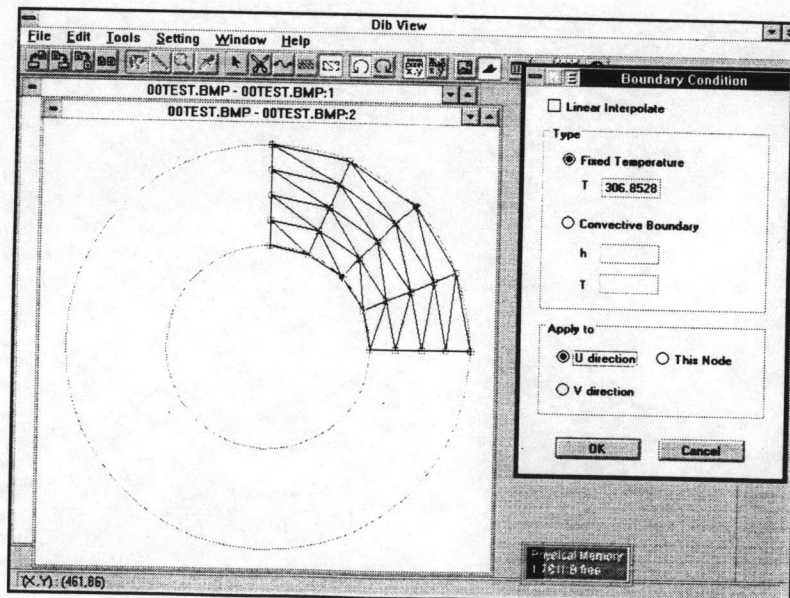 Dib View
File Edit Tools Setting Window Help
00TEST.BMP - 00TEST.BMP:1
00TEST.BMP - 00TEST.BMP:2
Boundary Condition
Linear Interpolate
Type
Fixed Temperature
T 306.8528
Convective Boundary
h
T
Apply to
U direction This Node
V direction
OK Cancel
Physical Memory
free
(X,Y) : (461,86)